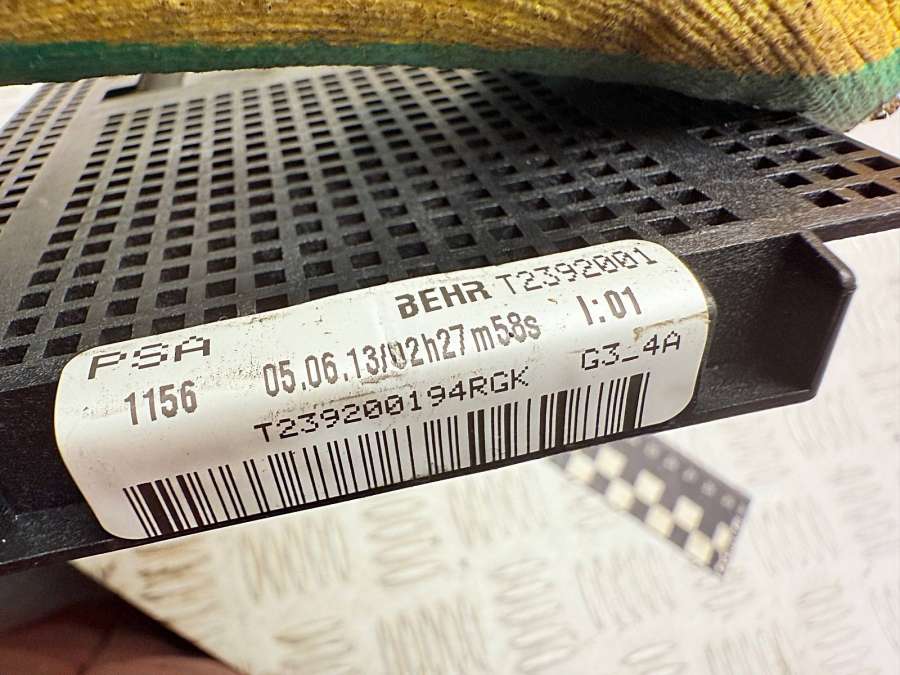 BEHR T2392001
PSA
1156 05.06.13/02h27m58s I:01
T239200194RGK G3_4A